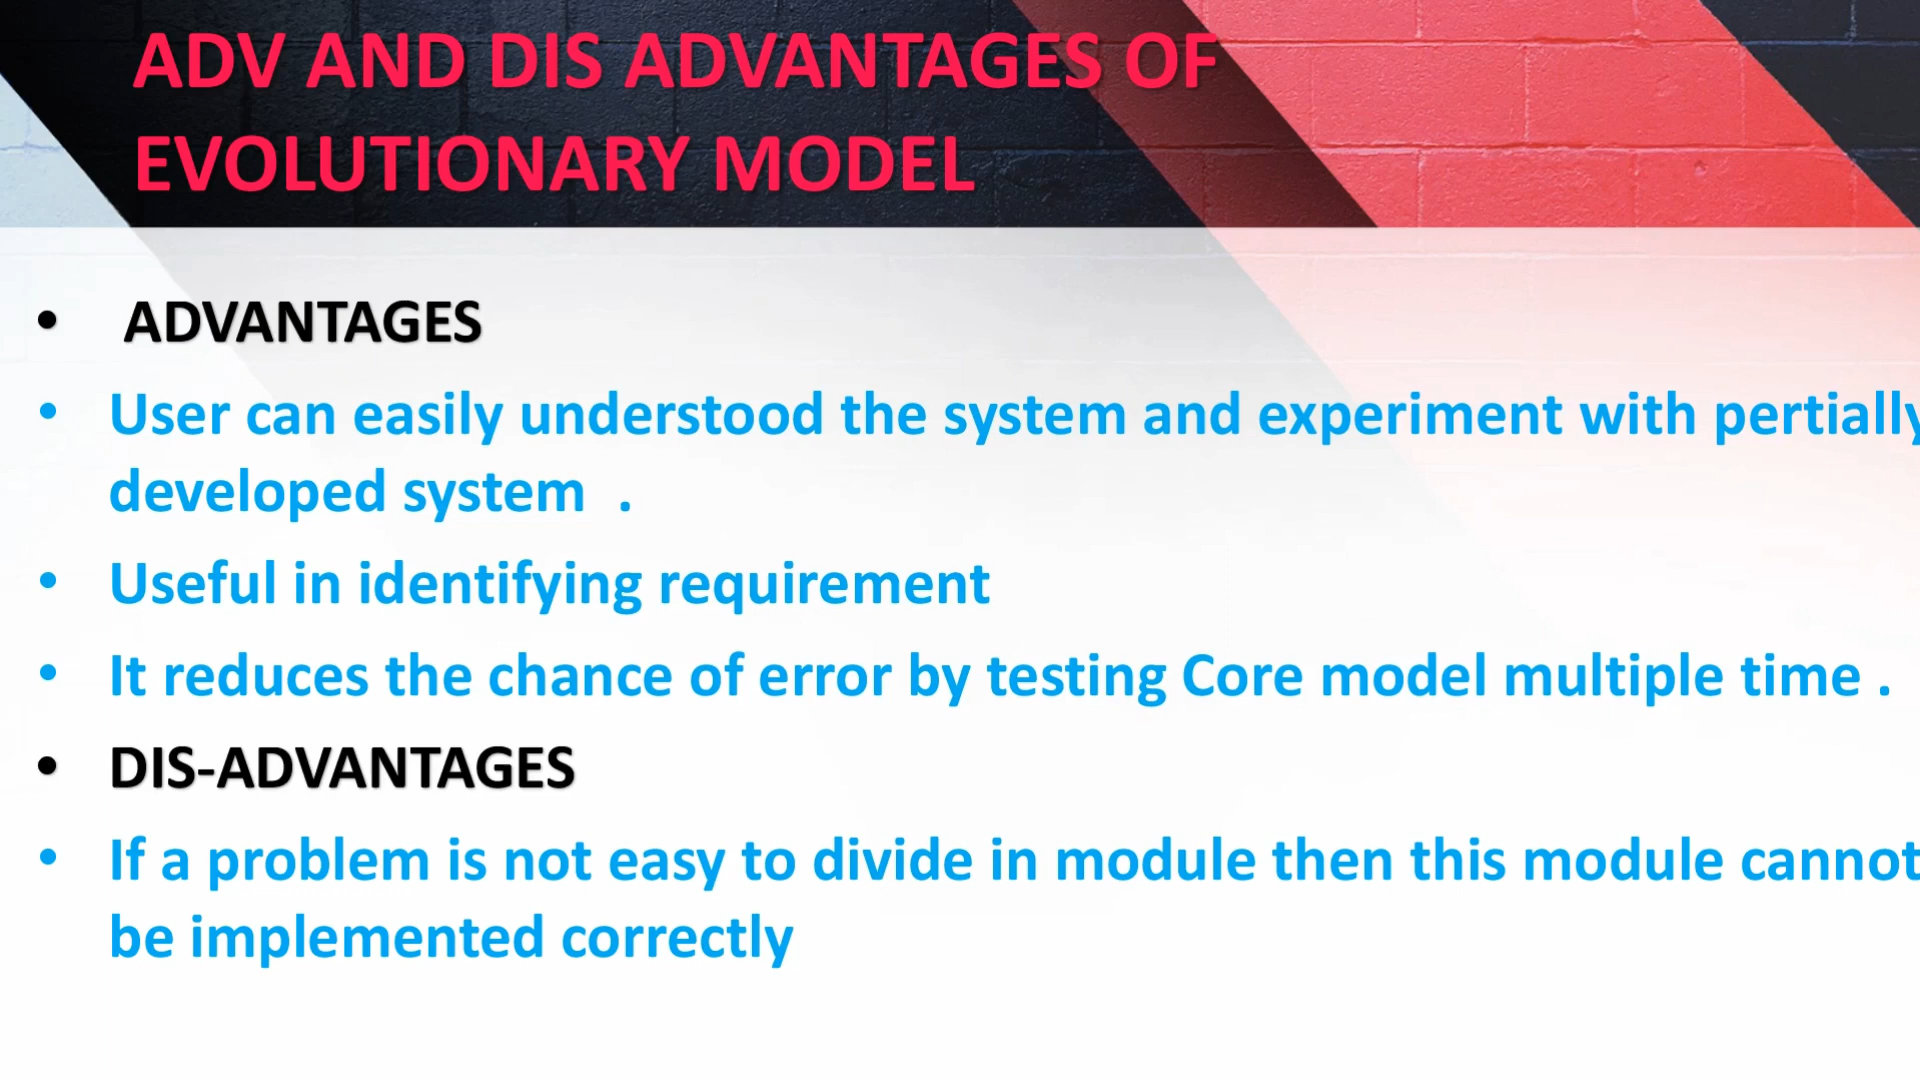 ADV AND DIS ADVANTAGES OF
EVOLUTIONARY MODEL
• ADVANTAGES
• User can easily understood the system and experiment with pertially
developed system .
• Useful in identifying requirement
• It reduces the chance of error by testing Core model multiple time .
• DIS-ADVANTAGES
• If a problem is not easy to divide in module then this module cannot
be implemented correctly